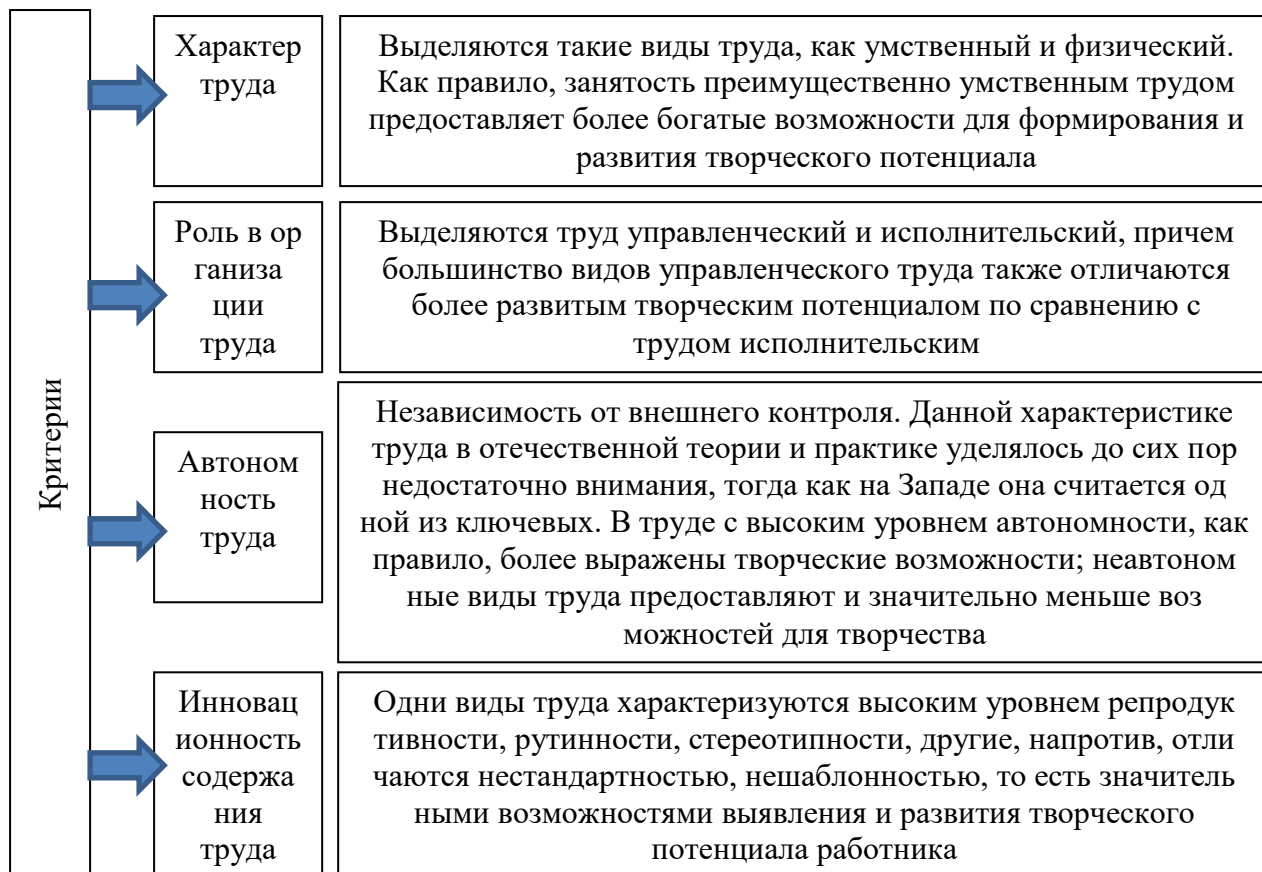 Критерии
Характер
труда
Выделяются такие виды труда, как умственный и физический.
Как правило, занятость преимущественно умственным трудом
предоставляет более богатые возможности для формирования и
развития творческого потенциала
Роль в ор
ганиза
ции
труда
Выделяются труд управленческий и исполнительский, причем
большинство видов управленческого труда также отличаются
более развитым творческим потенциалом по сравнению с
трудом исполнительским
Автоном
ность
труда
Независимость от внешнего контроля. Данной характеристике
труда в отечественной теории и практике уделялось до сих пор
недостаточно внимания, тогда как на Западе она считается од
ной из ключевых. В труде с высоким уровнем автономности, как
правило, более выражены творческие возможности; неавтоном
ные виды труда предоставляют и значительно меньше воз
можностей для творчества
Инновац
ионность
содержа
ния
труда
Одни виды труда характеризуются высоким уровнем репродук
тивности, рутинности, стереотипности, другие, напротив, отли
чаются нестандартностью, нешаблонностью, то есть значитель
ными возможностями выявления и развития творческого
потенциала работника